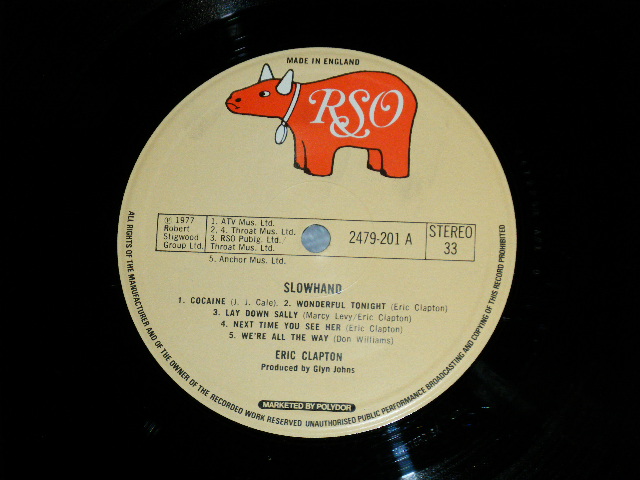 MADE IN ENGLAND
RSO
℗ 1977
Robert
Stigwood
Group Ltd.
1. ATV Mus. Ltd.
2. 4. Throat Mus. Ltd.
3. RSO Publg. Ltd./
Throat Mus. Ltd.
5. Anchor Mus. Ltd.
2479-201 A
STEREO
33
SLOWHAND
1. COCAINE (J. J. Cale). 2. WONDERFUL TONIGHT (Eric Clapton)
3. LAY DOWN SALLY (Marcy Levy/Eric Clapton)
4. NEXT TIME YOU SEE HER (Eric Clapton)
5. WE'RE ALL THE WAY (Don Williams)
ERIC CLAPTON
Produced by Glyn Johns
MARKETED BY POLYDOR
ALL RIGHTS OF THE MANUFACTURER AND OF THE OWNER OF THE RECORDED WORK RESERVED UNAUTHORISED PUBLIC PERFORMANCE BROADCASTING AND COPYING OF THIS RECORD PROHIBITED